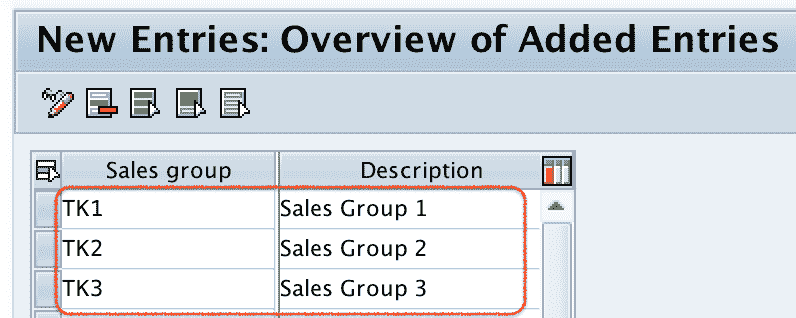 New Entries: Overview of Added Entries
Sales group Description
TK1 Sales Group 1
TK2 Sales Group 2
TK3 Sales Group 3